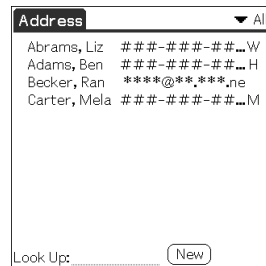 Address ▼ Al
Abrams, Liz ###-###-##…W
Adams, Ben ###-###-##…H
Becker, Ran ****@**.***.ne
Carter, Mela ###-###-##…M
Look Up: New